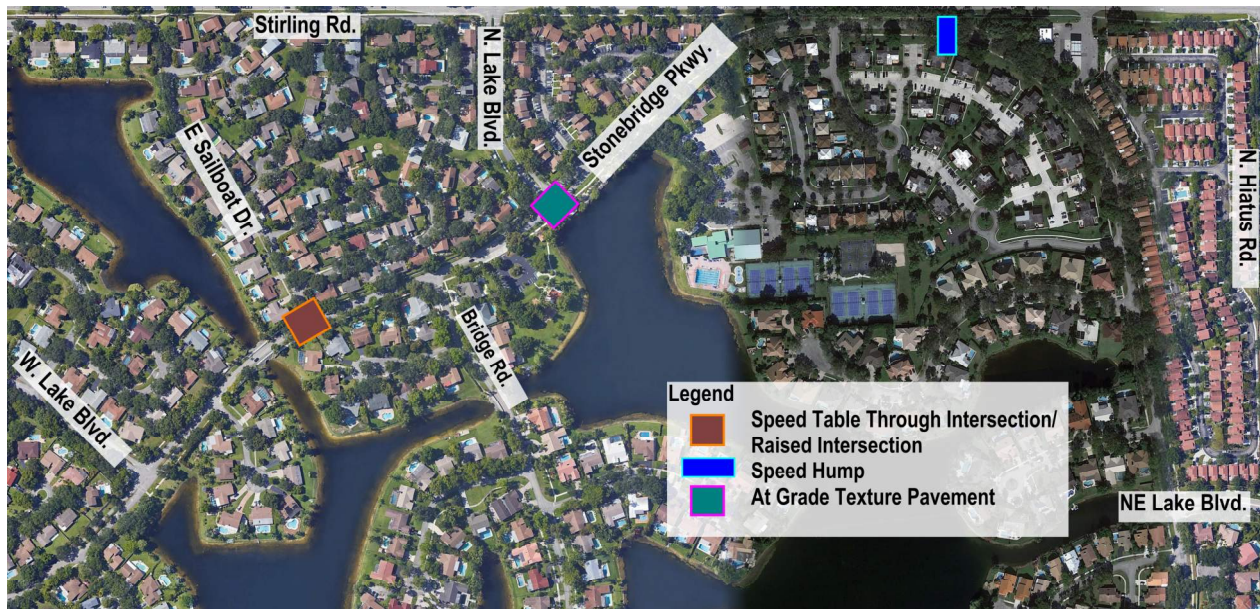 Stirling Rd.
N. Lake Blvd.
Stonebridge Pkwy.
E Sailboat Dr.
N. Hiatus Rd.
Bridge Rd.
W. Lake Blvd.
Legend
Speed Table Through Intersection/
Raised Intersection
Speed Hump
At Grade Texture Pavement
NE Lake Blvd.